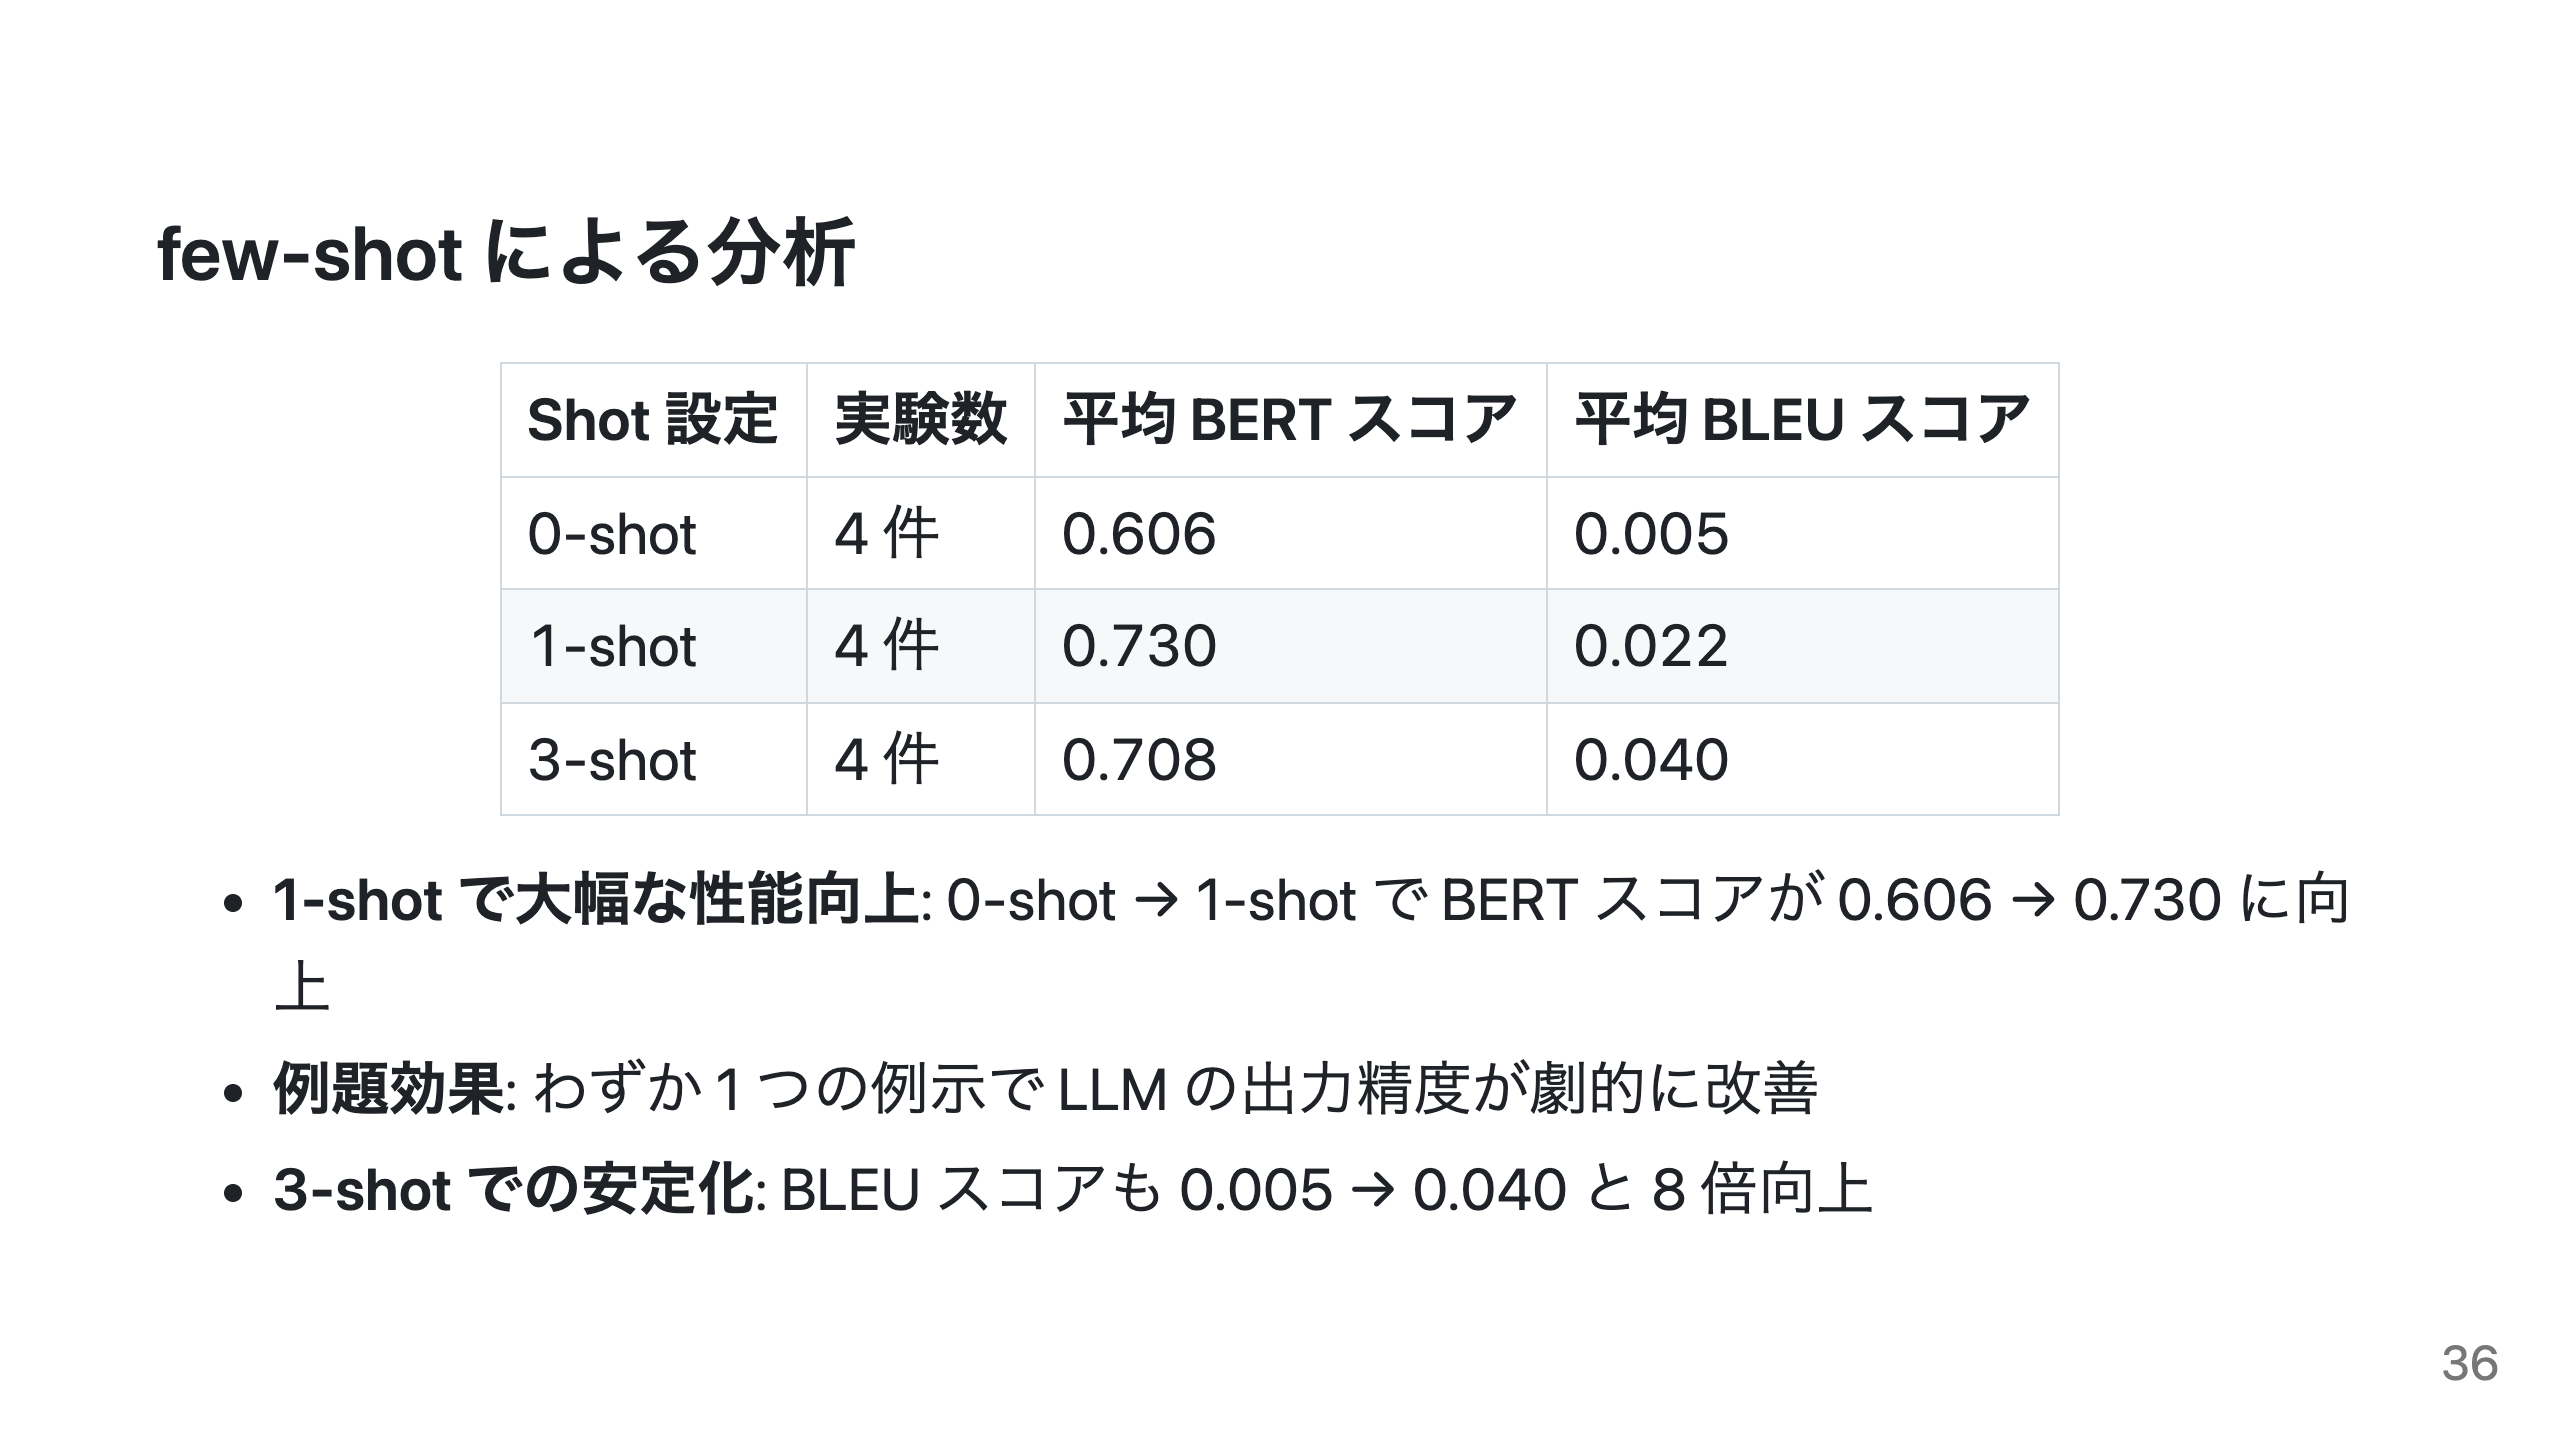 few-shot による分析
Shot 設定 実験数 平均 BERT スコア 平均 BLEU スコア
0-shot 4 件 0.606 0.005
1-shot 4 件 0.730 0.022
3-shot 4 件 0.708 0.040
• 1-shot で大幅な性能向上: 0-shot → 1-shot で BERT スコアが 0.606 → 0.730 に向
上
• 例題効果: わずか 1 つの例示で LLM の出力精度が劇的に改善
• 3-shot での安定化: BLEU スコアも 0.005 → 0.040 と 8 倍向上
36